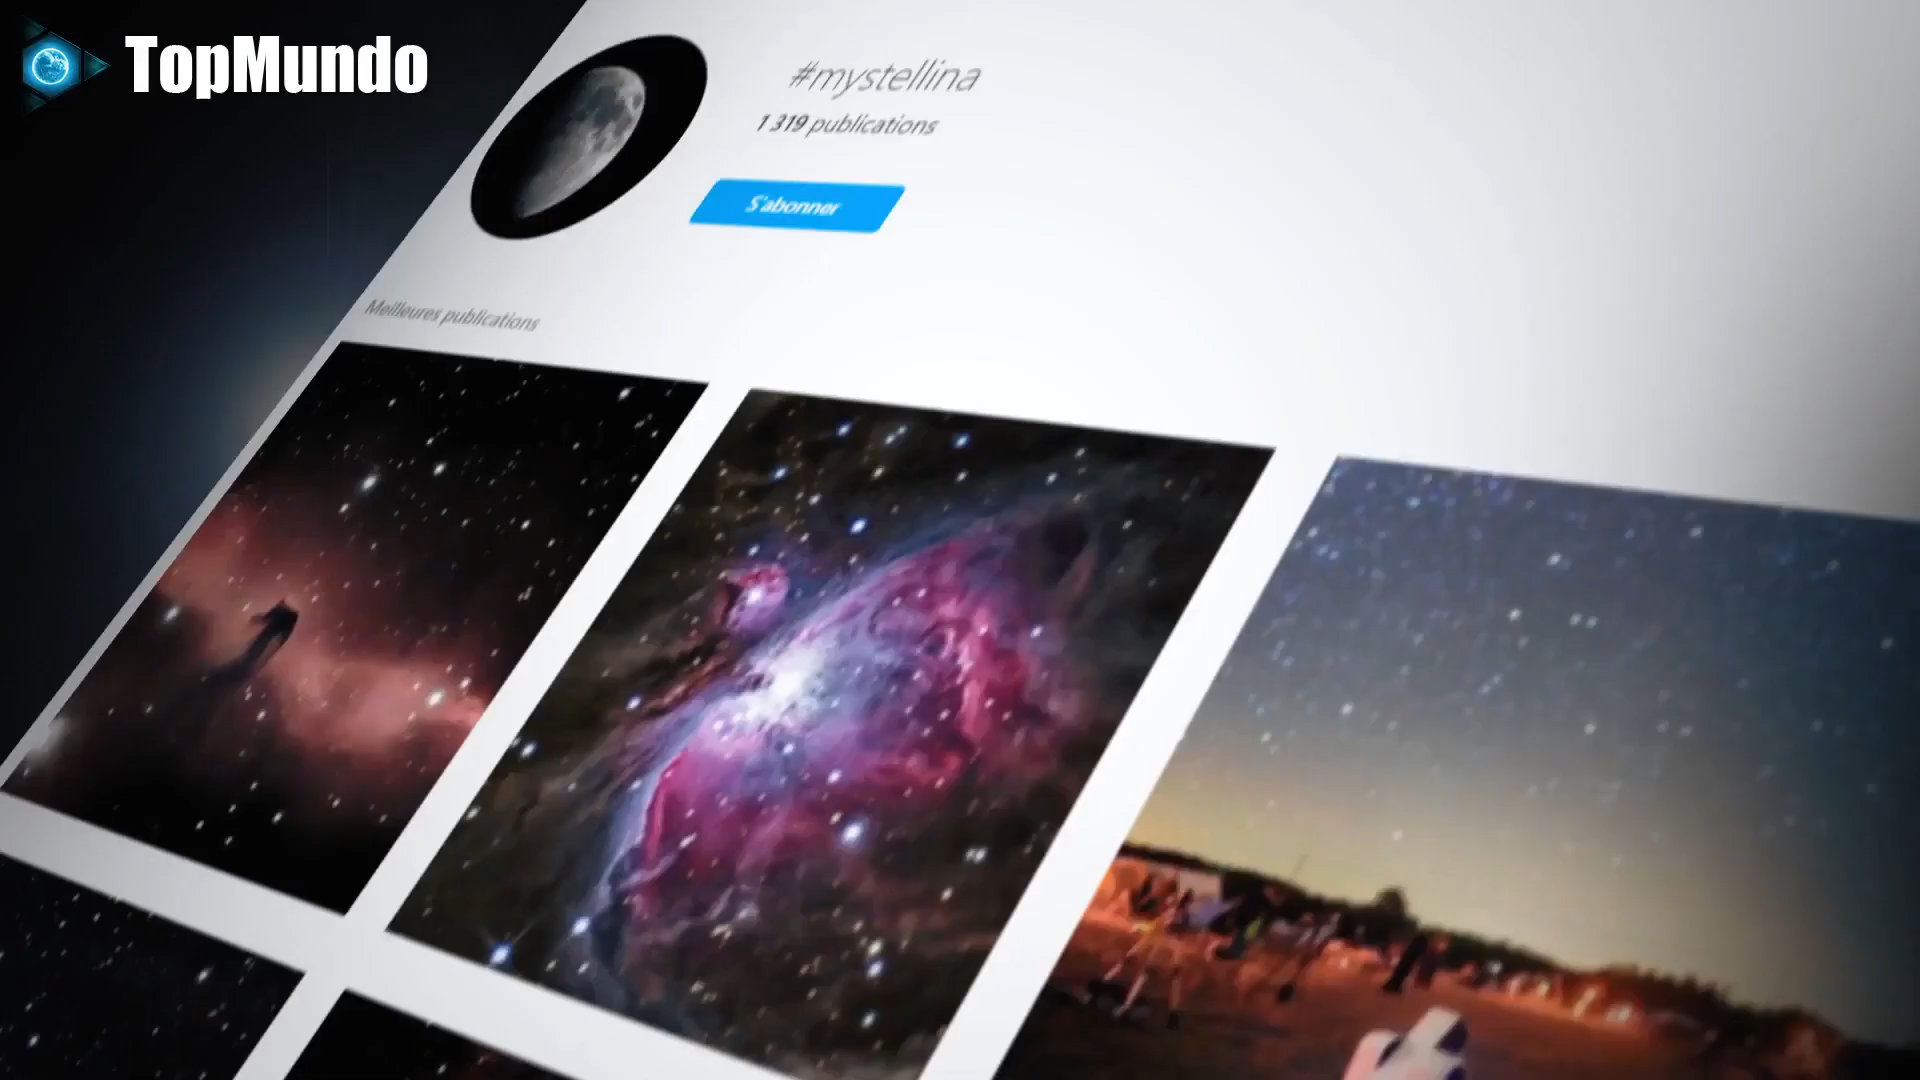 TopMundo
#mystellina
1 319 publications
S'abonner
Meilleures publications